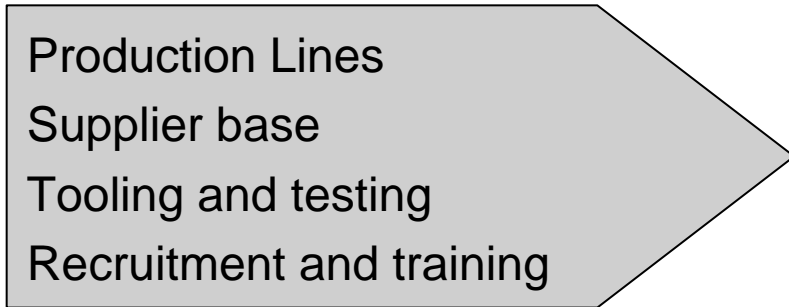 Production Lines
Supplier base
Tooling and testing
Recruitment and training